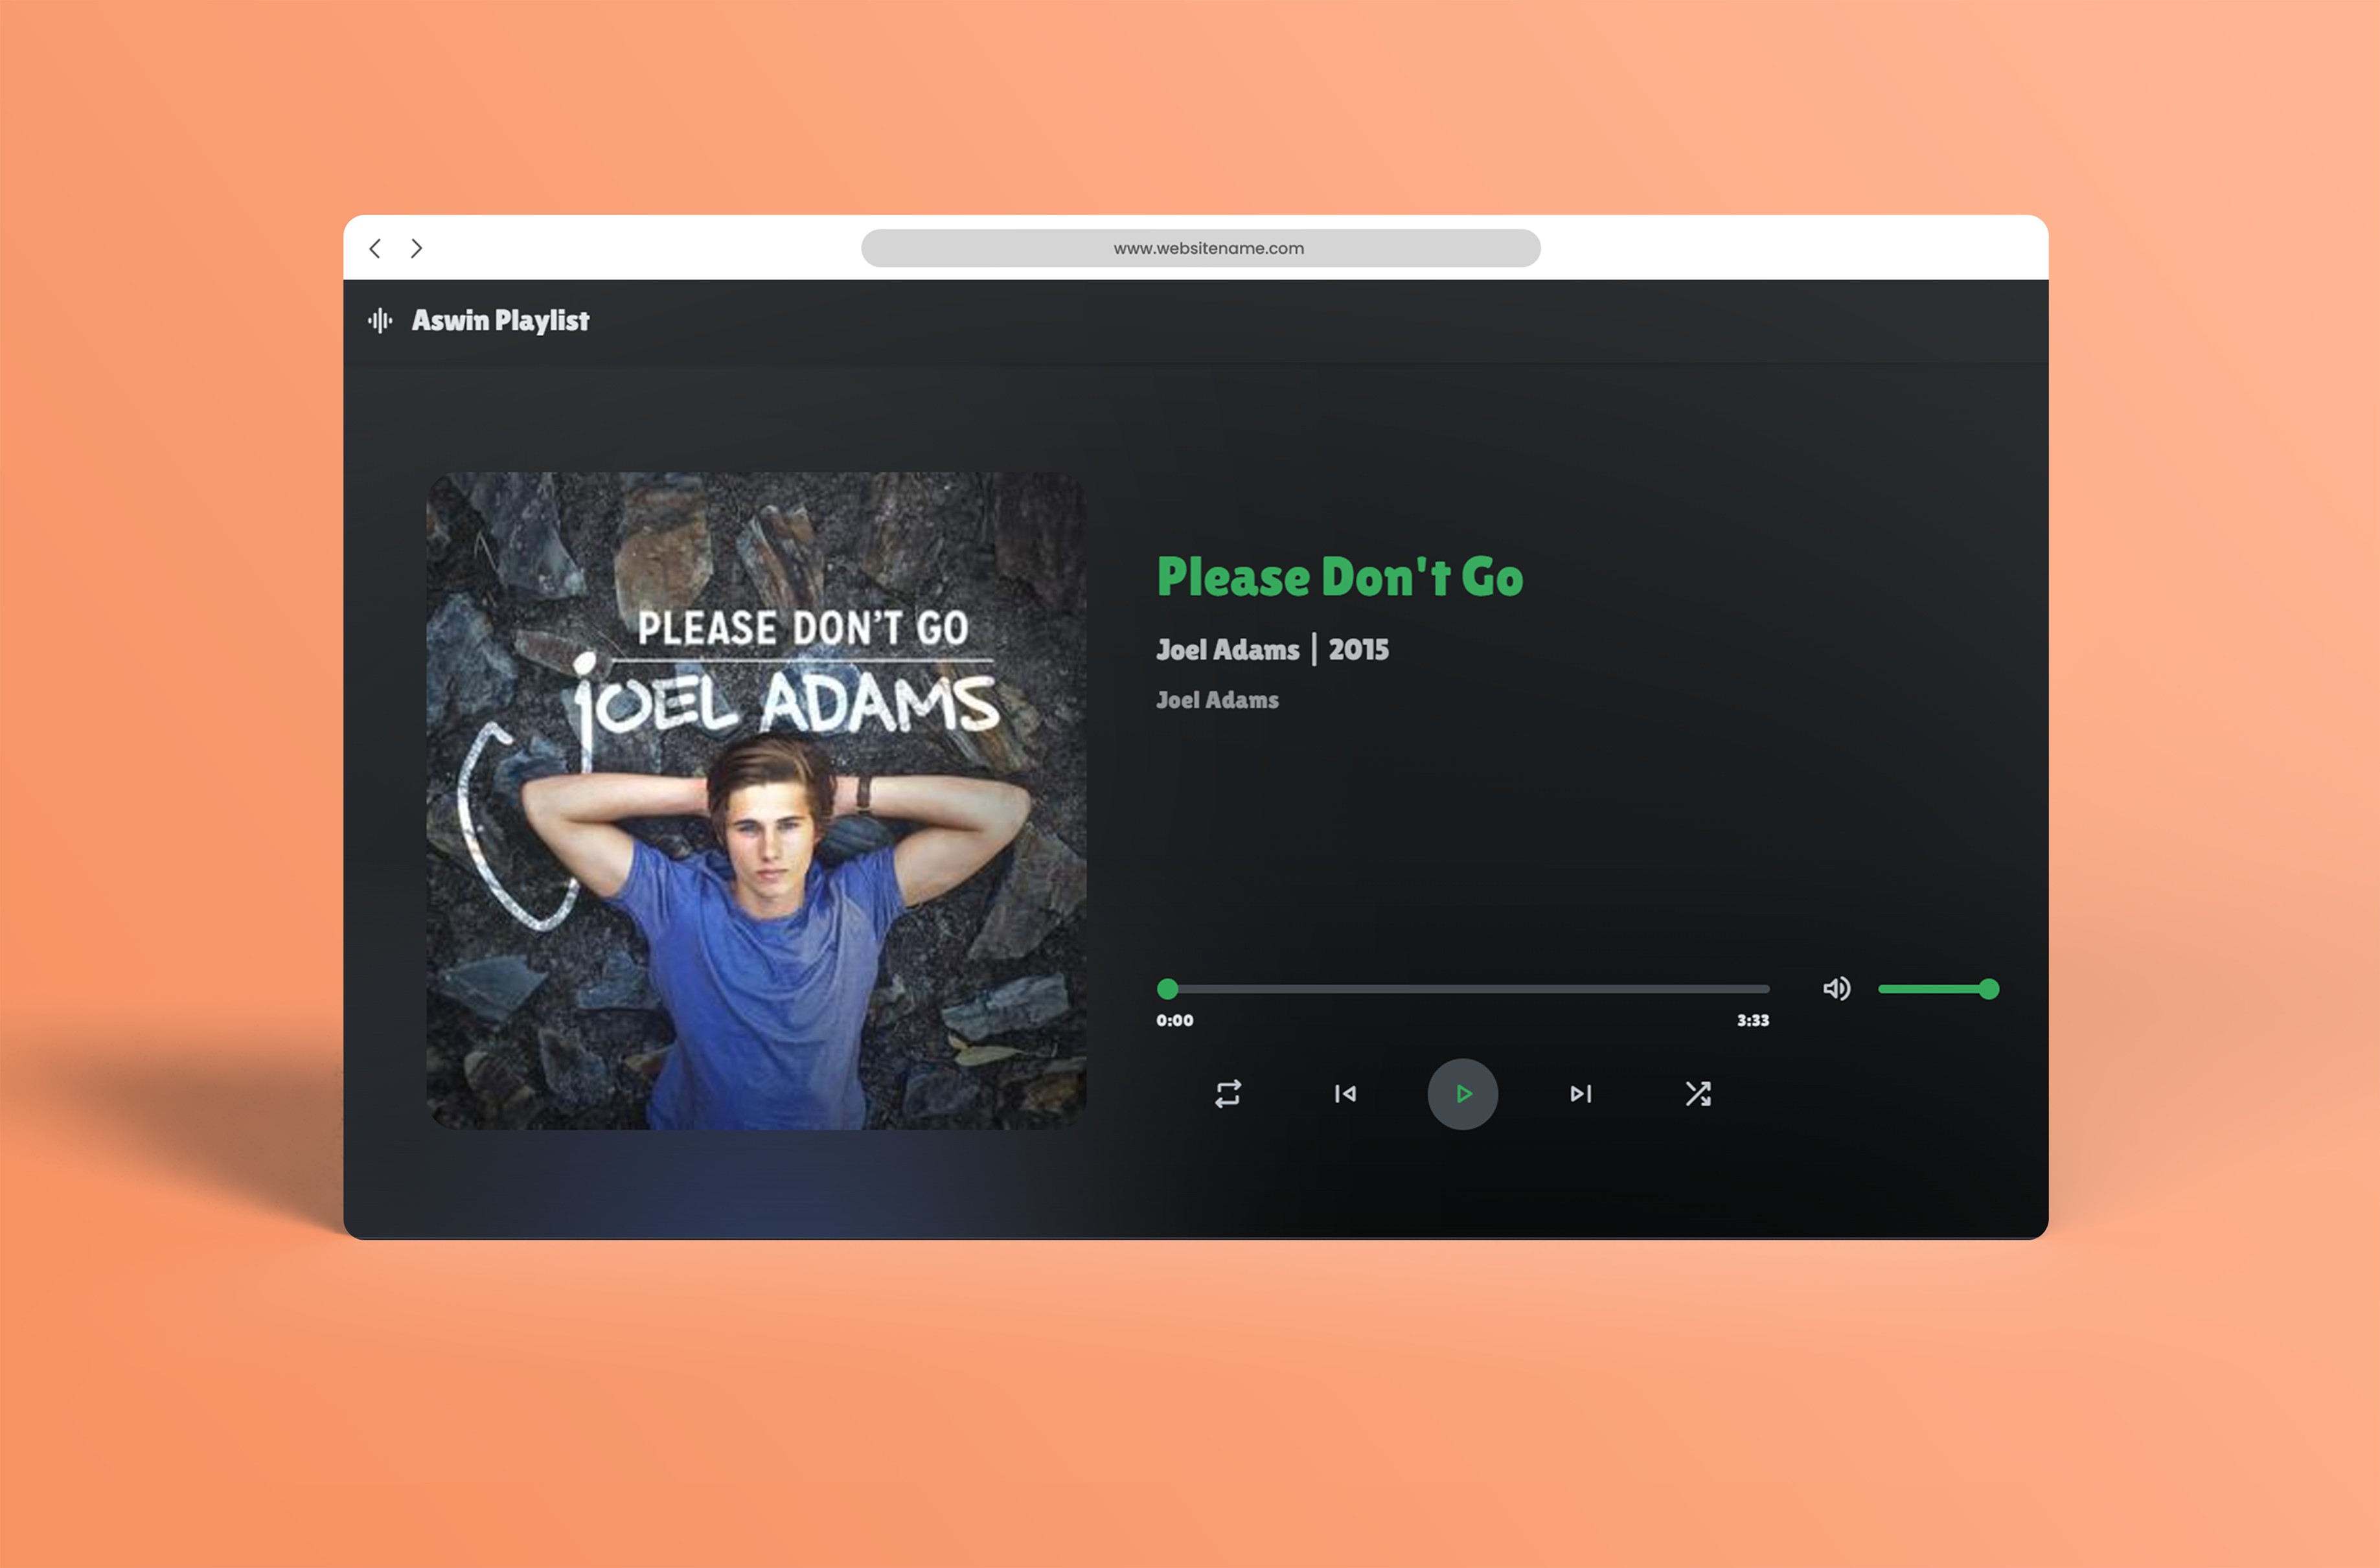 www.websitename.com
Aswin Playlist
PLEASE DON'T GO
jOEL ADAMS
Please Don't Go
Joel Adams | 2015
Joel Adams
0:00
3:33